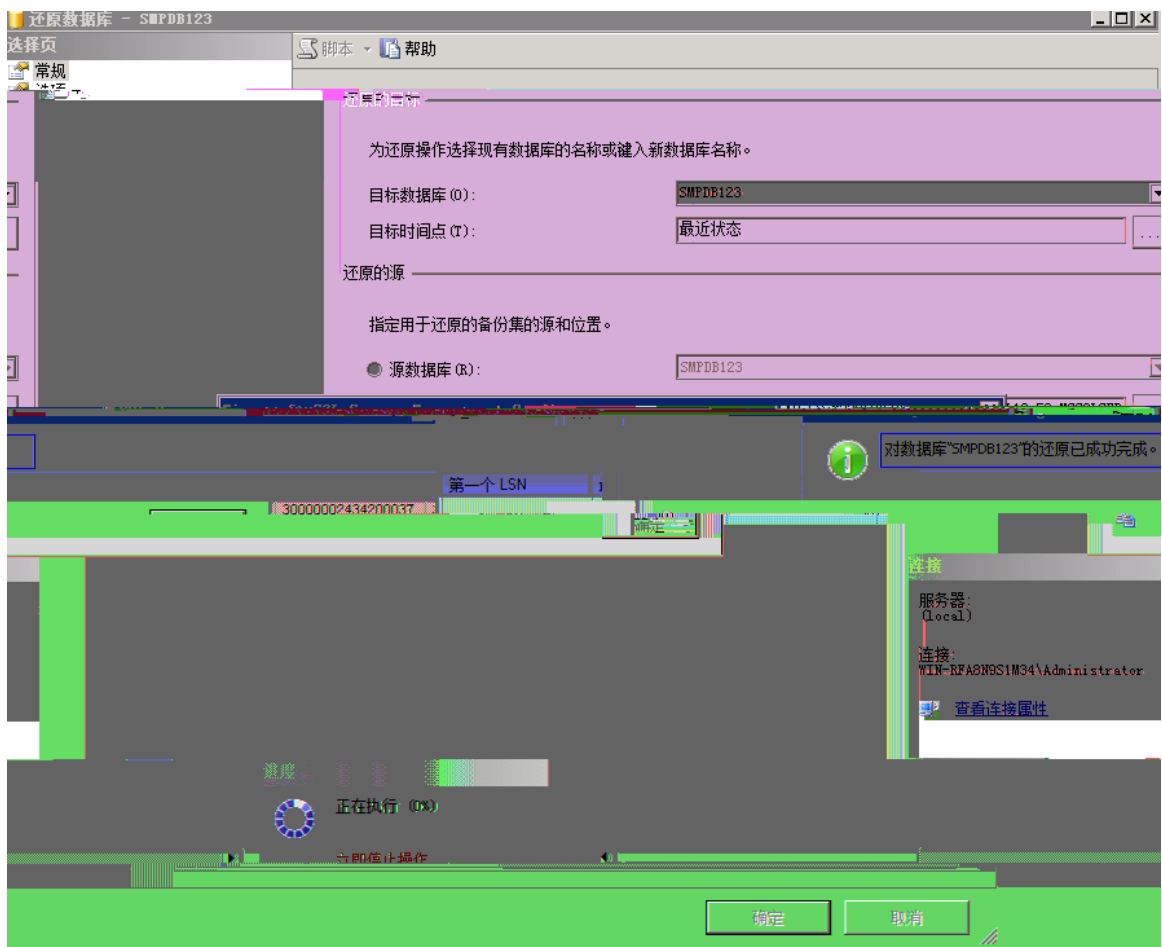 还原数据库 - SMPDB123
选择页
脚本 帮助
常规
还原的目标
为还原操作选择现有数据库的名称或键入新数据库名称。
目标数据库(O): SMPDB123
目标时间点(T): 最近状态 ...
还原的源
指定用于还原的备份集的源和位置。
源数据库(R): SMPDB123
对数据库“SMPDB123”的还原已成功完成。
第一个 LSN
30000002434200037
确定
连接
服务器:
(local)
连接:
WIN-RFA8N9S1M34\Administrator
查看连接属性
进度
正在执行 (0%)
立即停止操作
确定 取消